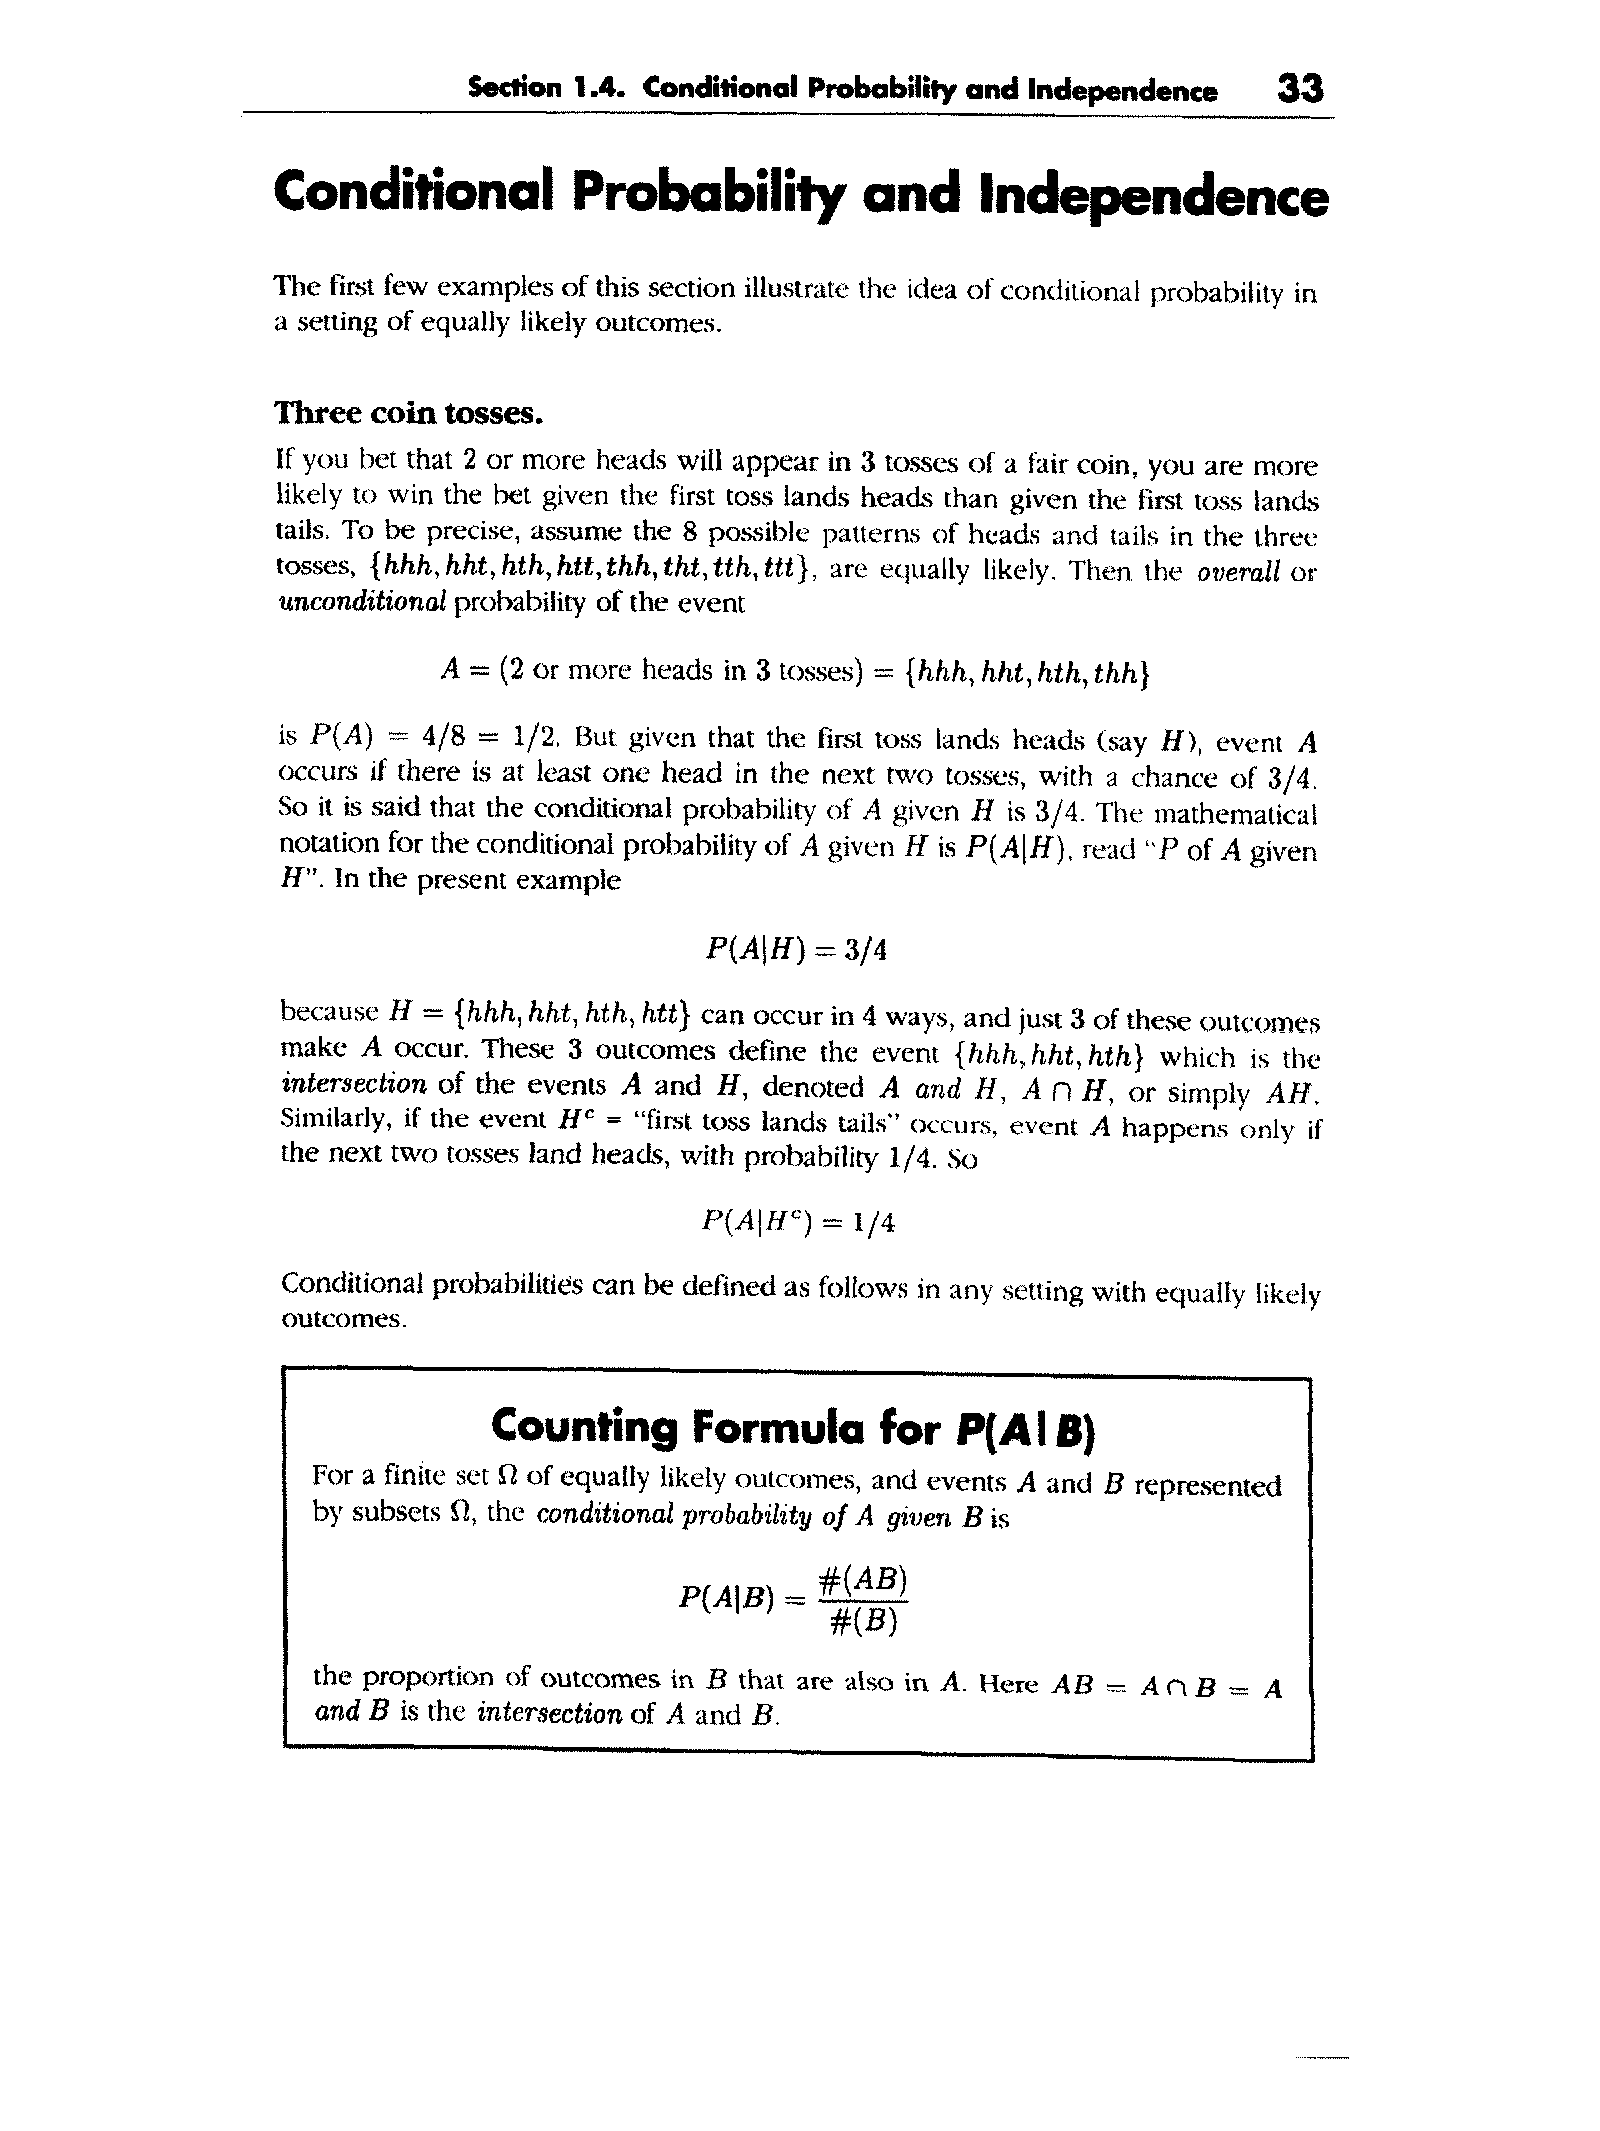 Section 1.4. Conditional Probability and Independence 33
Conditional Probability and Independence
The first few examples of this section illustrate the idea of conditional probability in
a setting of equally likely outcomes.
Three coin tosses.
If you bet that 2 or more heads will appear in 3 tosses of a fair coin, you are more
likely to win the bet given the first toss lands heads than given the first toss lands
tails. To be precise, assume the 8 possible patterns of heads and tails in the three
tosses, {hhh, hht, hth, htt, thh, tht, tth, ttt}, are equally likely. Then the overall or
unconditional probability of the event
A = (2 or more heads in 3 tosses) = {hhh, hht, hth, thh}
is P(A) = 4/8 = 1/2. But given that the first toss lands heads (say H), event A
occurs if there is at least one head in the next two tosses, with a chance of 3/4.
So it is said that the conditional probability of A given H is 3/4. The mathematical
notation for the conditional probability of A given H is P(A|H), read "P of A given
H". In the present example
P(A|H) = 3/4
because H = {hhh, hht, hth, htt} can occur in 4 ways, and just 3 of these outcomes
make A occur. These 3 outcomes define the event {hhh, hht, hth} which is the
intersection of the events A and H, denoted A and H, A ∩ H, or simply AH.
Similarly, if the event Hᶜ = "first toss lands tails" occurs, event A happens only if
the next two tosses land heads, with probability 1/4. So
P(A|Hᶜ) = 1/4
Conditional probabilities can be defined as follows in any setting with equally likely
outcomes.
Counting Formula for P(A|B)
For a finite set Ω of equally likely outcomes, and events A and B represented
by subsets Ω, the conditional probability of A given B is
P(A|B) = #(AB)
#(B)
the proportion of outcomes in B that are also in A. Here AB = A ∩ B = A
and B is the intersection of A and B.